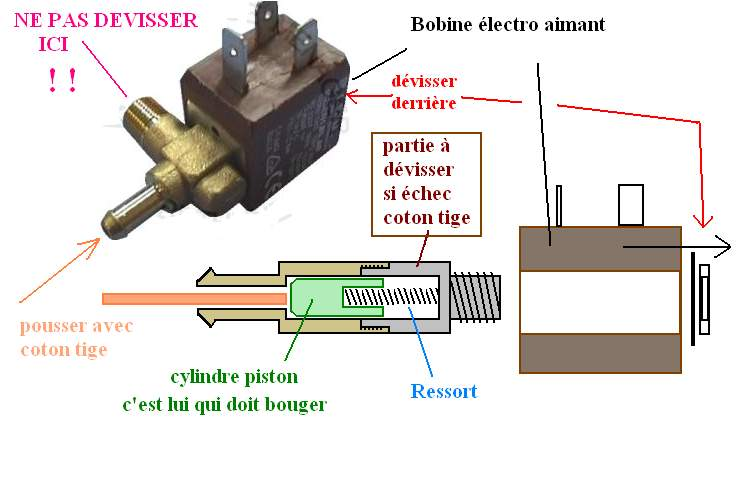 NE PAS DEVISSER
ICI
! !
Bobine électro aimant
dévisser
derrière
partie à
dévisser
si échec
coton tige
pousser avec
coton tige
cylindre piston
c'est lui qui doit bouger
Ressort